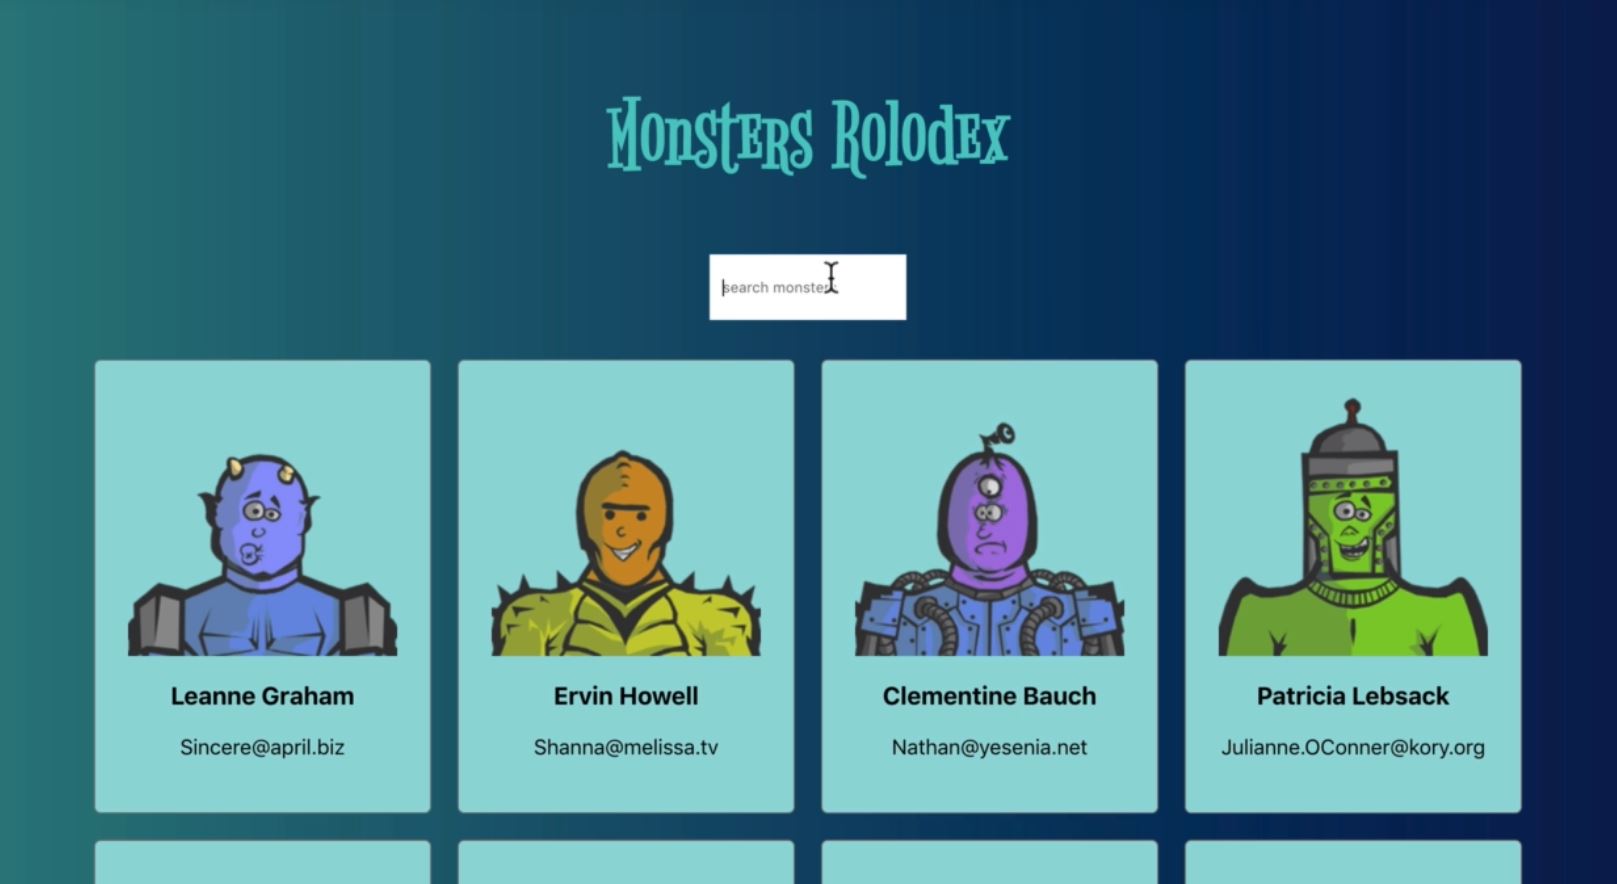 Monsters Rolodex
search monsters
Leanne Graham
Ervin Howell
Clementine Bauch
Patricia Lebsack
Sincere@april.biz
Shanna@melissa.tv
Nathan@yesenia.net
Julianne.OConner@kory.org